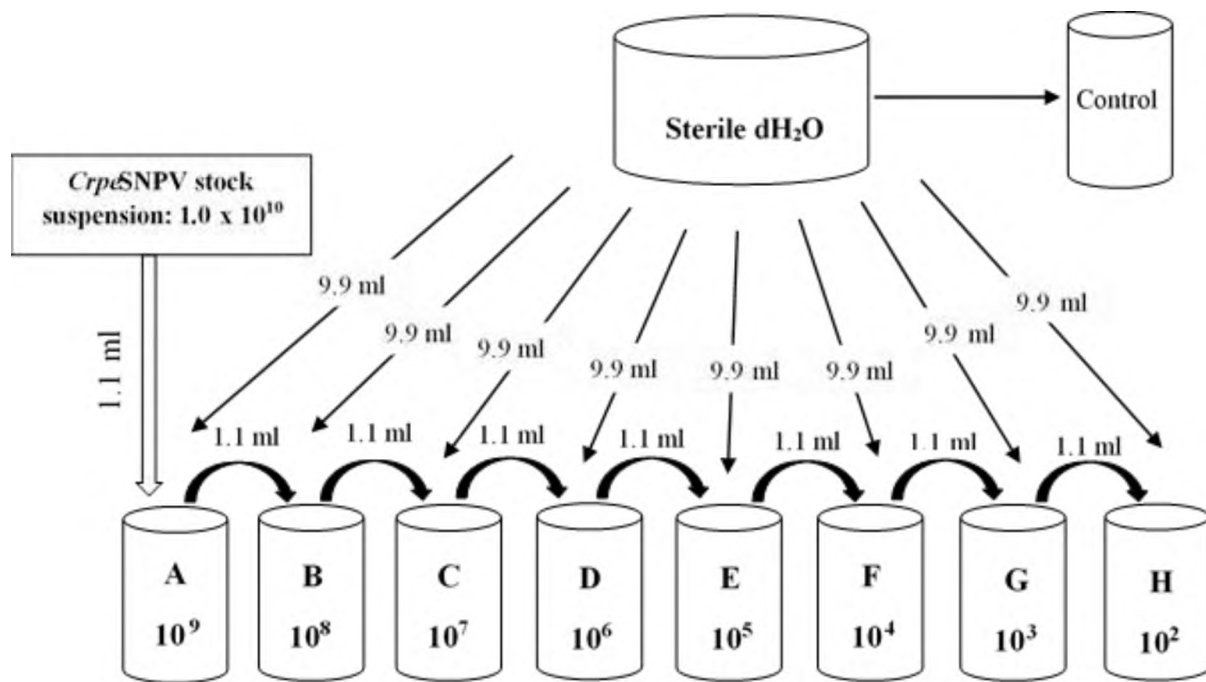 Sterile dH₂O
Control
CrpeSNPV stock
suspension: 1.0 x 10¹⁰
1.1 ml
9.9 ml
9.9 ml
9.9 ml
9.9 ml
9.9 ml
9.9 ml
9.9 ml
9.9 ml
1.1 ml
1.1 ml
1.1 ml
1.1 ml
1.1 ml
1.1 ml
1.1 ml
A
10⁹
B
10⁸
C
10⁷
D
10⁶
E
10⁵
F
10⁴
G
10³
H
10²